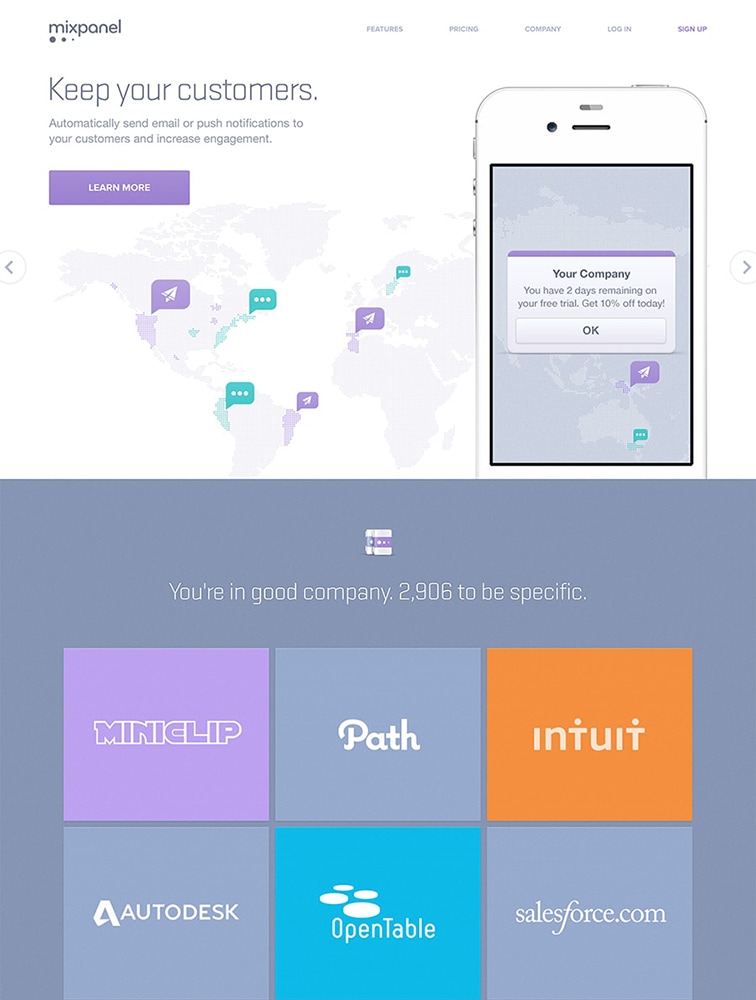 mixpanel
FEATURES PRICING COMPANY LOG IN SIGN UP
Keep your customers.
Automatically send email or push notifications to
your customers and increase engagement.
LEARN MORE
Your Company
You have 2 days remaining on
your free trial. Get 10% off today!
OK
You're in good company. 2,906 to be specific.
MINICLIP
Path
intuit
AUTODESK
OpenTable
salesforce.com